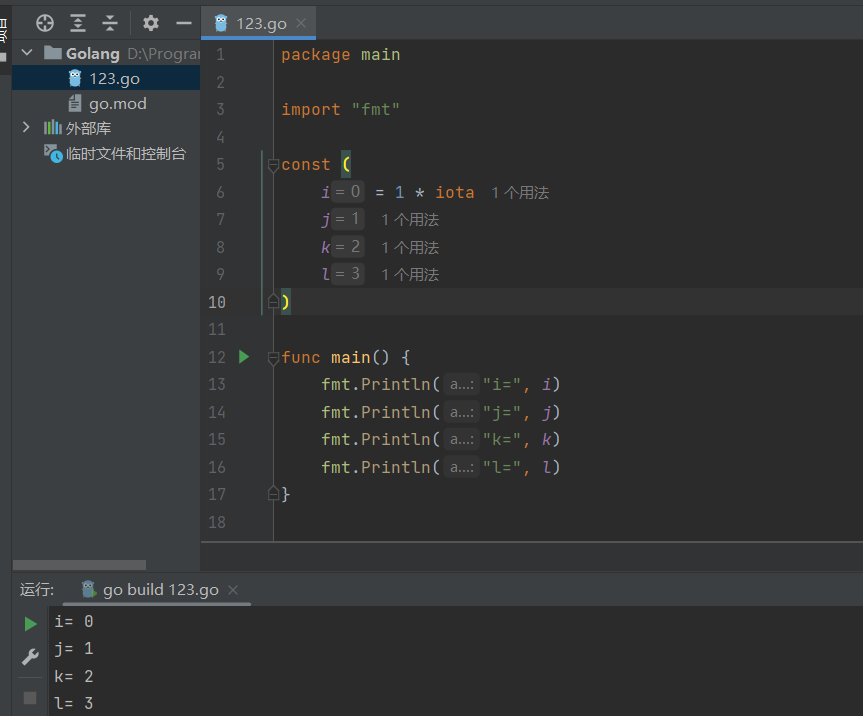 项目
123.go
Golang D:\Progra
123.go
go.mod
外部库
临时文件和控制台
1 package main
2
3 import "fmt"
4
5 const (
6 i = 0 = 1 * iota 1 个用法
7 j = 1 1 个用法
8 k = 2 1 个用法
9 l = 3 1 个用法
10 )
11
12 func main() {
13 fmt.Println( a...: "i=", i)
14 fmt.Println( a...: "j=", j)
15 fmt.Println( a...: "k=", k)
16 fmt.Println( a...: "l=", l)
17 }
18
运行: go build 123.go
i= 0
j= 1
k= 2
l= 3